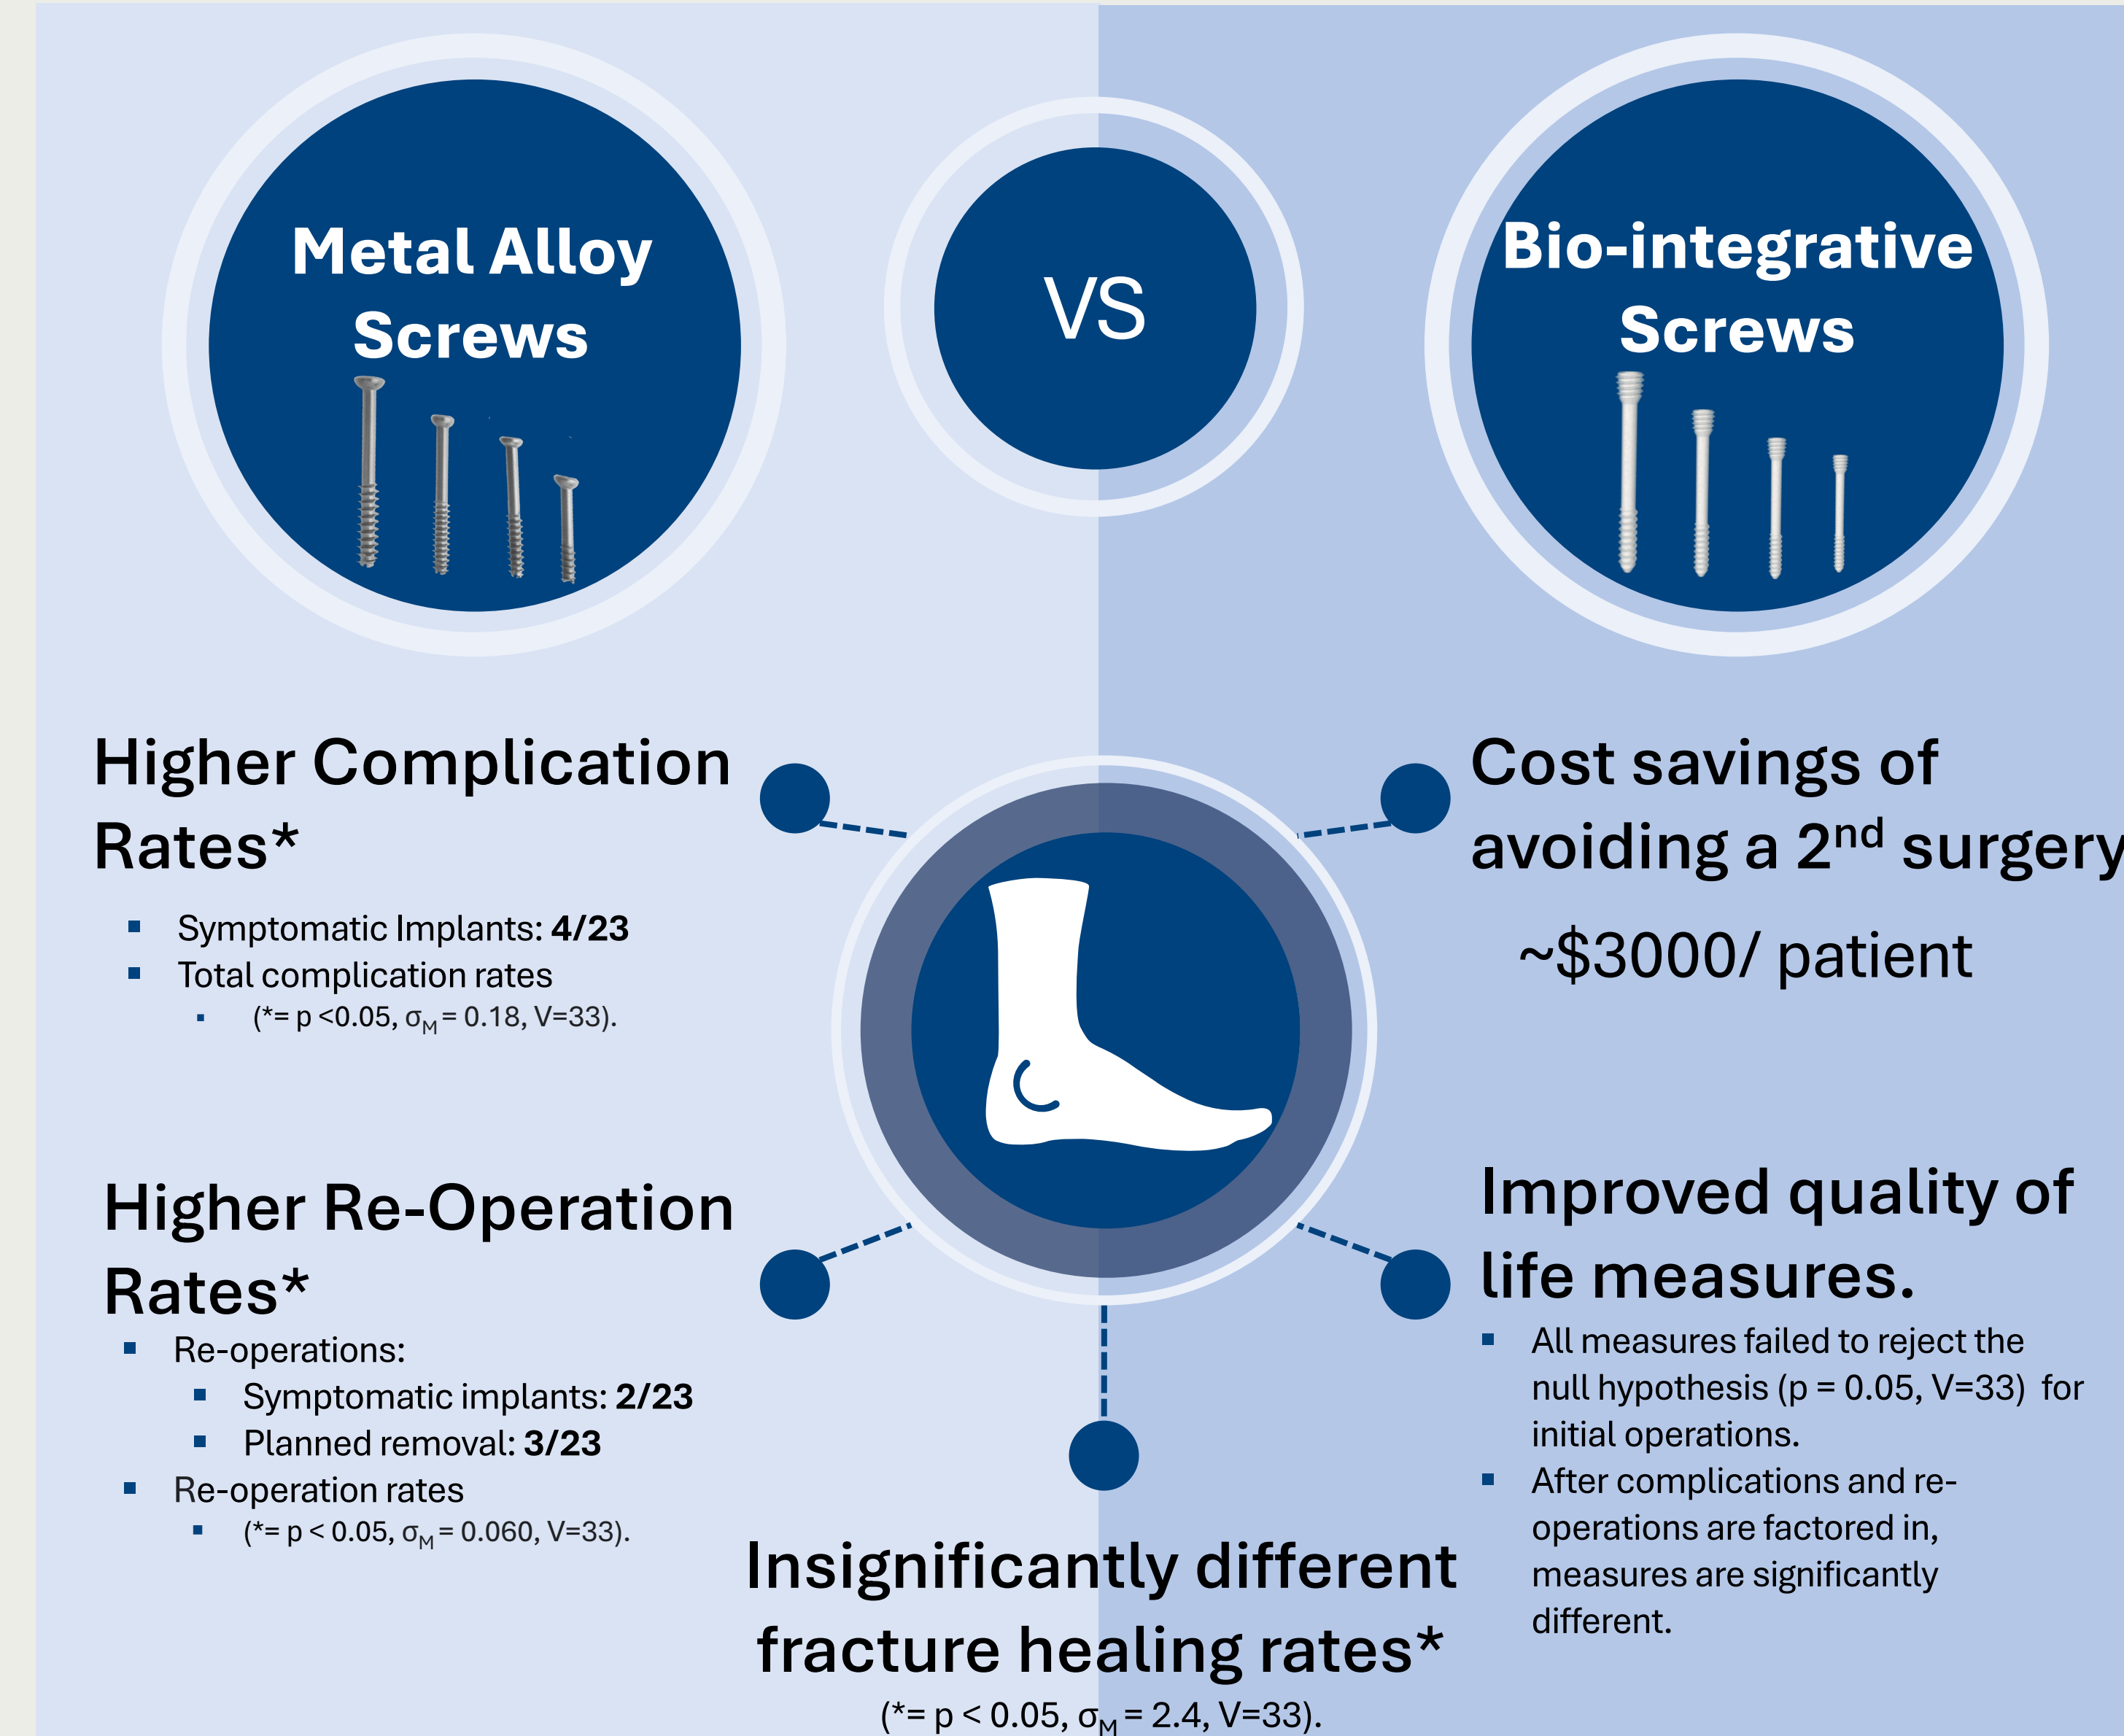 Metal Alloy
Screws
VS
Bio-integrative
Screws
Higher Complication
Rates*
▪ Symptomatic Implants: 4/23
▪ Total complication rates
▪ (*= p <0.05, σM = 0.18, V=33).
Higher Re-Operation
Rates*
▪ Re-operations:
▪ Symptomatic implants: 2/23
▪ Planned removal: 3/23
▪ Re-operation rates
▪ (*= p < 0.05, σM = 0.060, V=33).
Cost savings of
avoiding a 2nd surgery
~$3000/ patient
Improved quality of
life measures.
▪ All measures failed to reject the
null hypothesis (p = 0.05, V=33) for
initial operations.
▪ After complications and re-
operations are factored in,
measures are significantly
different.
Insignificantly different
fracture healing rates*
(*= p < 0.05, σM = 2.4, V=33).